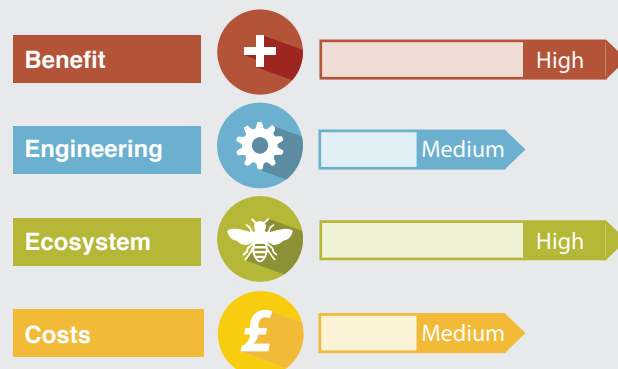 Benefit
+
High
Engineering
Medium
Ecosystem
High
Costs
£
Medium